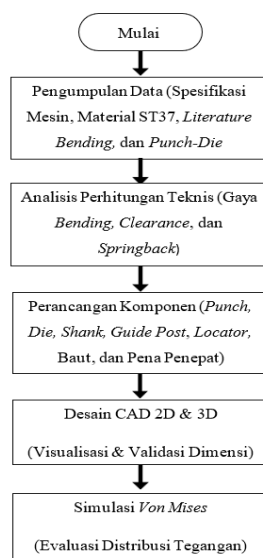 Mulai
Pengumpulan Data (Spesifikasi
Mesin, Material ST37, Literature
Bending, dan Punch-Die
Analisis Perhitungan Teknis (Gaya
Bending, Clearance, dan
Springback)
Perancangan Komponen (Punch,
Die, Shank, Guide Post, Locator,
Baut, dan Pena Penepat)
Desain CAD 2D & 3D
(Visualisasi & Validasi Dimensi)
Simulasi Von Mises
(Evaluasi Distribusi Tegangan)